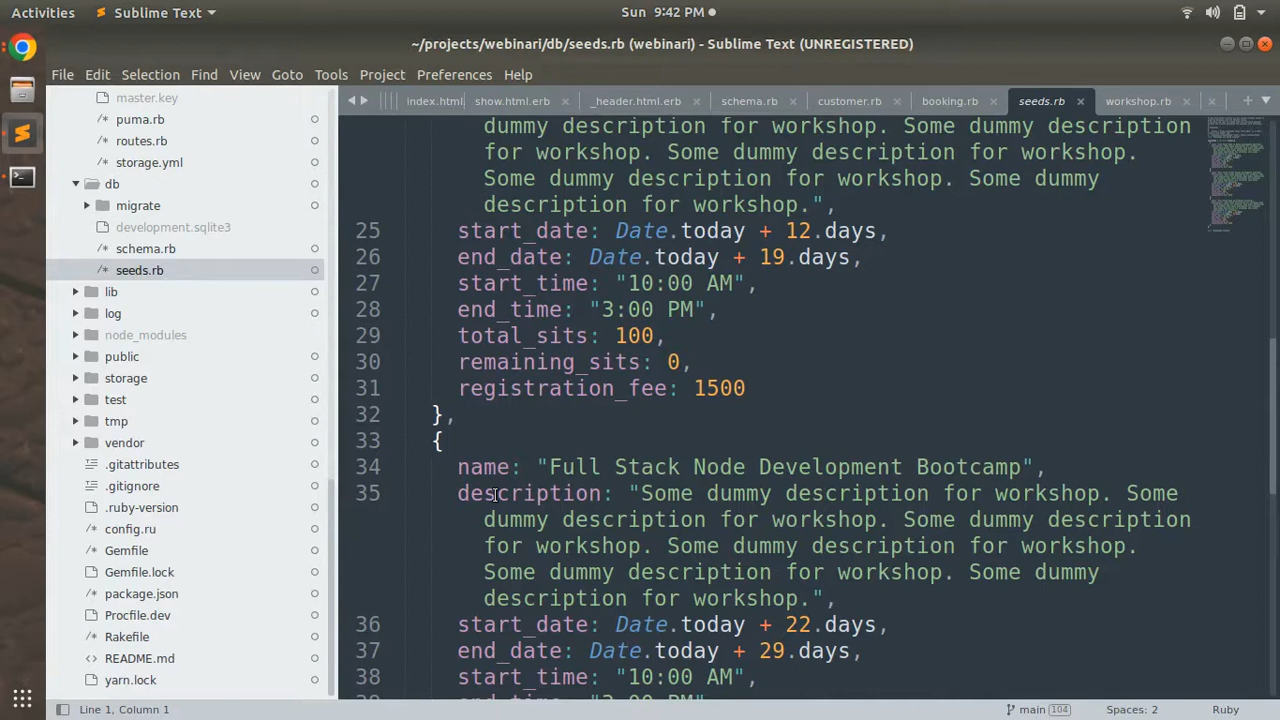 Activities
Sublime Text
Sun 9:42 PM
~/projects/webinari/db/seeds.rb (webinari) - Sublime Text (UNREGISTERED)
File Edit Selection Find View Goto Tools Project Preferences Help
index.html. show.html.erb _header.html.erb schema.rb customer.rb booking.rb seeds.rb workshop.rb
master.key
puma.rb
routes.rb
storage.yml
db
migrate
development.sqlite3
schema.rb
seeds.rb
lib
log
node_modules
public
storage
test
tmp
vendor
.gitattributes
.gitignore
.ruby-version
config.ru
Gemfile
Gemfile.lock
package.json
Procfile.dev
Rakefile
README.md
yarn.lock
dummy description for workshop. Some dummy description
for workshop. Some dummy description for workshop.
Some dummy description for workshop. Some dummy
description for workshop.",
25 start_date: Date.today + 12.days,
26 end_date: Date.today + 19.days,
27 start_time: "10:00 AM",
28 end_time: "3:00 PM",
29 total_sits: 100,
30 remaining_sits: 0,
31 registration_fee: 1500
32 },
33 {
34 name: "Full Stack Node Development Bootcamp",
35 description: "Some dummy description for workshop. Some
dummy description for workshop. Some dummy description
for workshop. Some dummy description for workshop.
Some dummy description for workshop. Some dummy
description for workshop.",
36 start_date: Date.today + 22.days,
37 end_date: Date.today + 29.days,
38 start_time: "10:00 AM",
Line 1, Column 1
main 104
Spaces: 2
Ruby